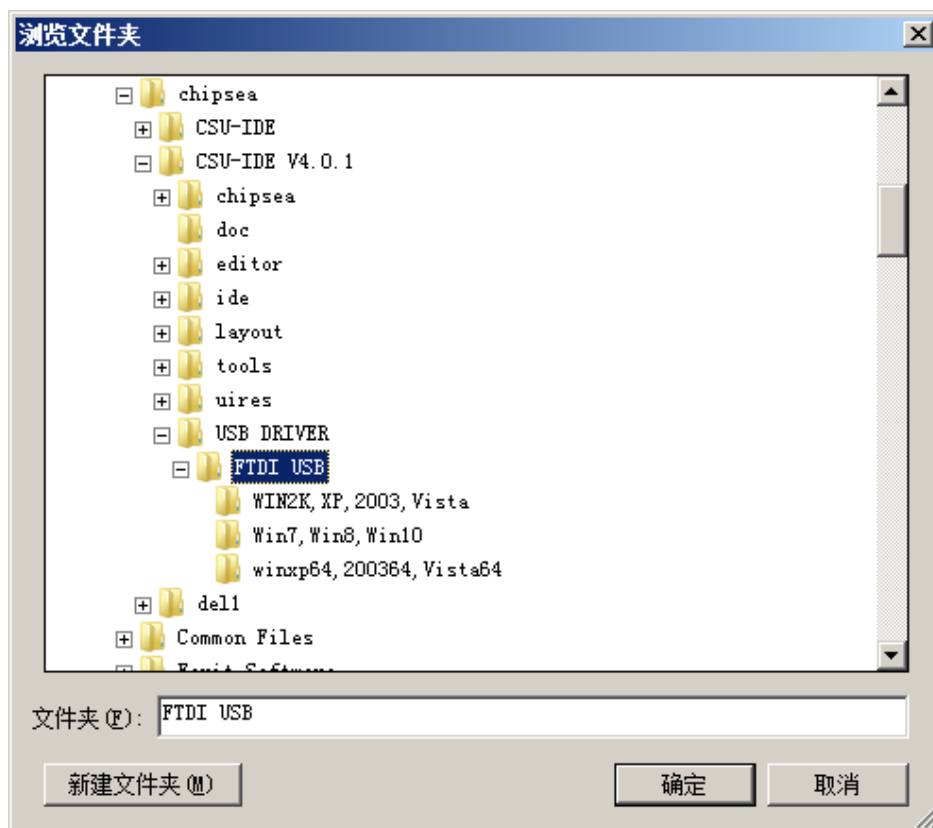 浏览文件夹
chipsea
CSU-IDE
CSU-IDE V4.0.1
chipsea
doc
editor
ide
layout
tools
uires
USB DRIVER
FTDI USB
WIN2K,XP,2003,Vista
Win7,Win8,Win10
winxp64,200364,Vista64
del1
Common Files
文件夹(F): FTDI USB
新建文件夹(M) 确定 取消